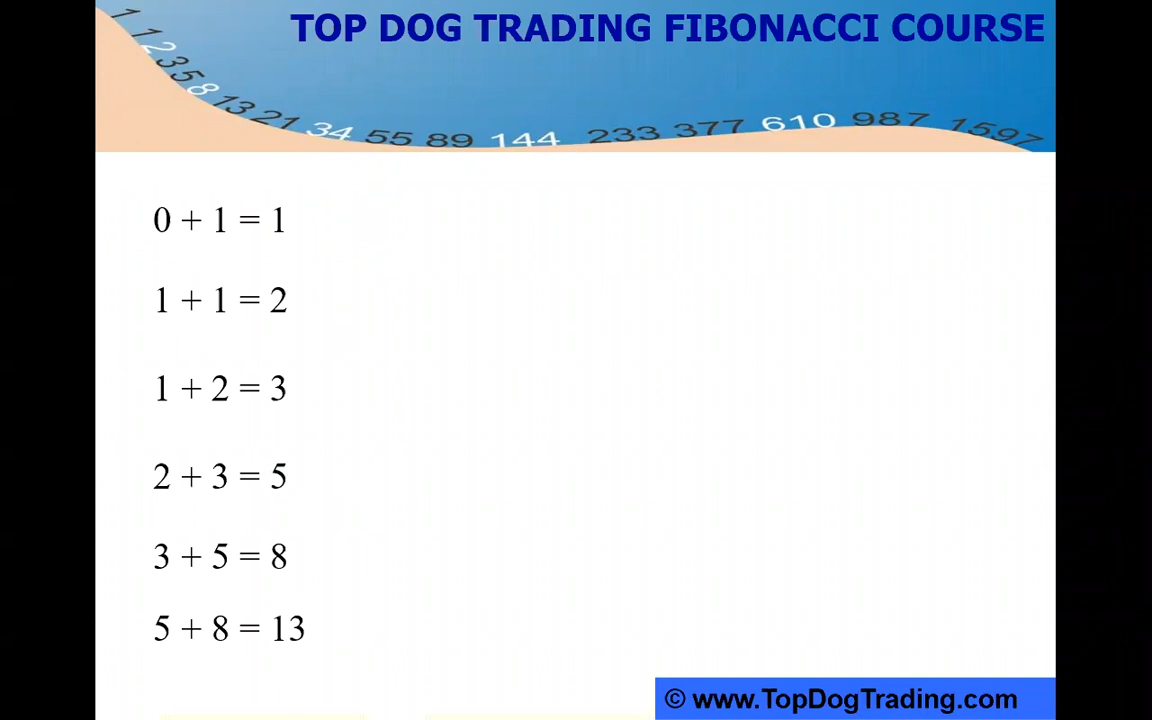 TOP DOG TRADING FIBONACCI COURSE
1 1 2 3 5 8 13 21 34 55 89 144 233 377 610 987 1597
0 + 1 = 1
1 + 1 = 2
1 + 2 = 3
2 + 3 = 5
3 + 5 = 8
5 + 8 = 13
© www.TopDogTrading.com